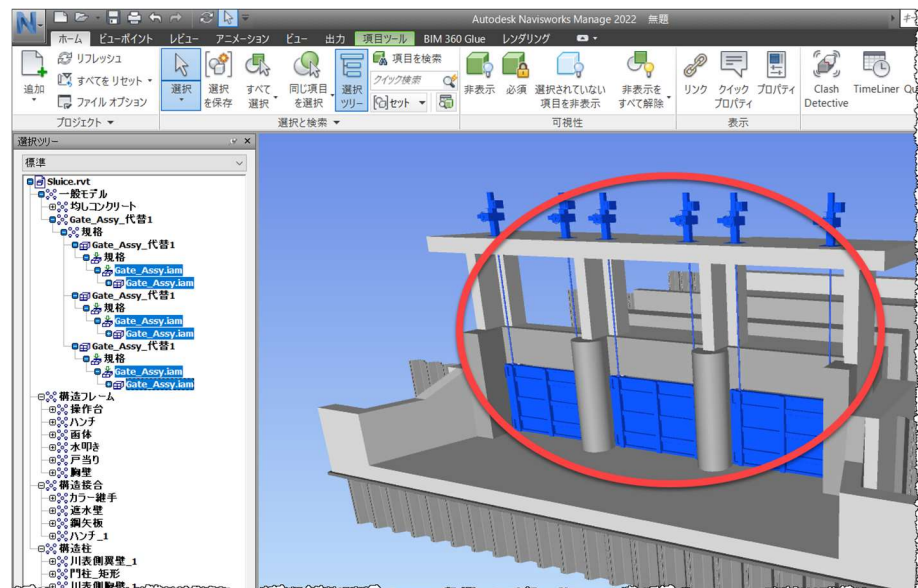 Autodesk Navisworks Manage 2022 無題
ホーム ビューポイント レビュー アニメーション ビュー 出力 項目ツール BIM 360 Glue レンダリング
追加
リフレッシュ
すべてをリセット
ファイル オプション
プロジェクト
選択
選択を保存
すべて選択
同じ項目を選択
選択ツリー
項目を検索
クイック検索
セット
選択と検索
非表示
必須
選択されていない項目を非表示
非表示をすべて解除
可視性
リンク
クイック プロパティ
プロパティ
表示
Clash Detective
TimeLiner
選択ツリー
標準
Sluice.rvt
一般モデル
均しコンクリート
Gate_Assy_代替1
規格
Gate_Assy_代替1
規格
Gate_Assy.iam
Gate_Assy.iam
Gate_Assy_代替1
規格
Gate_Assy.iam
Gate_Assy.iam
Gate_Assy_代替1
規格
Gate_Assy.iam
Gate_Assy.iam
構造フレーム
操作台
ハンチ
函体
水叩き
戸当り
胸壁
構造接合
カラー継手
遮水壁
鋼矢板
ハンチ_1
構造柱
川表側翼壁_1
門柱_矩形